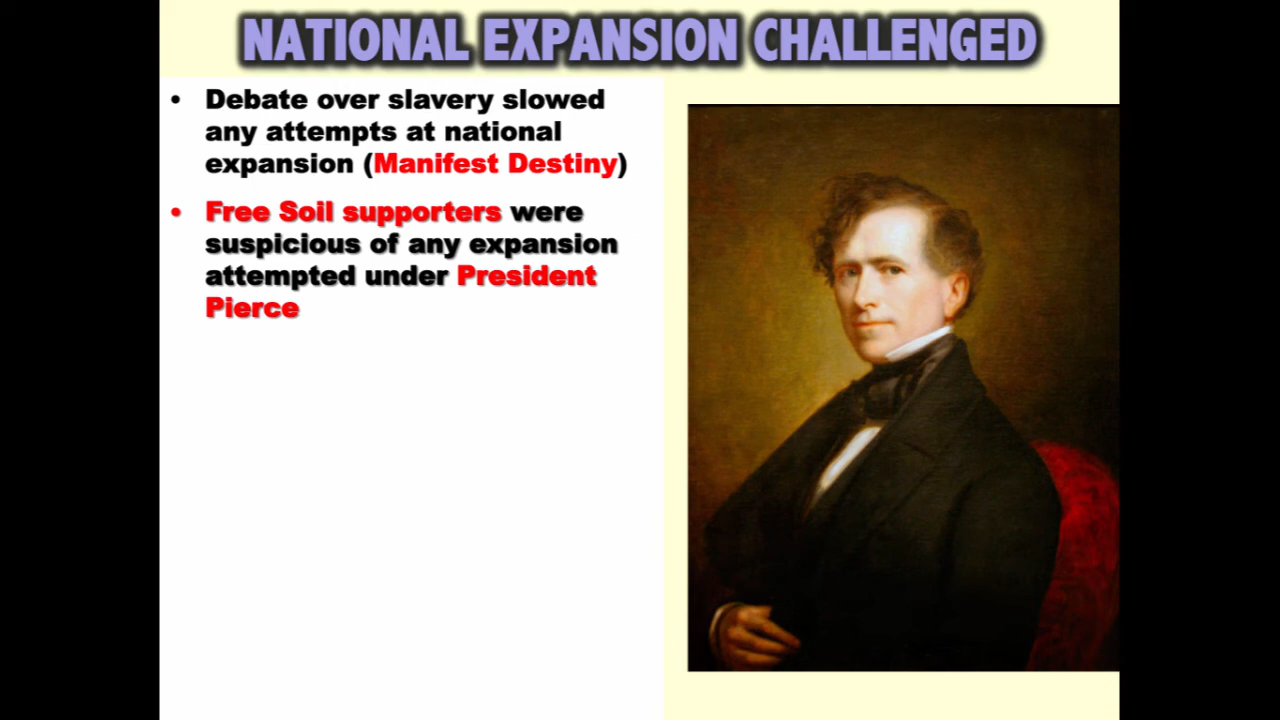 NATIONAL EXPANSION CHALLENGED
• Debate over slavery slowed
any attempts at national
expansion (Manifest Destiny)
• Free Soil supporters were
suspicious of any expansion
attempted under President
Pierce